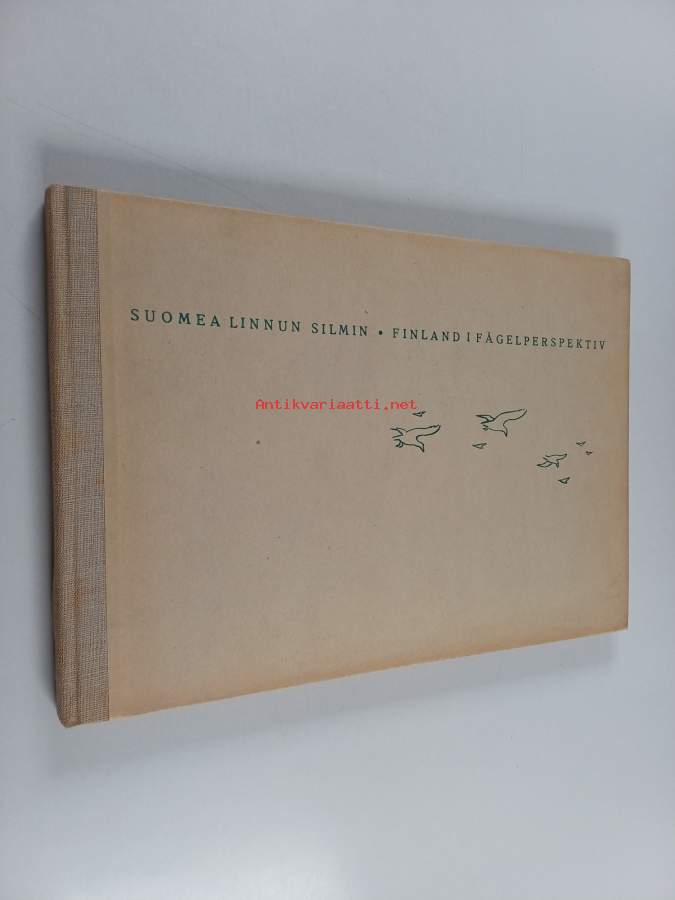 SUOMEA LINNUN SILMIN • FINLAND I FÅGELPERSPEKTIV
Antikvariaatti.net